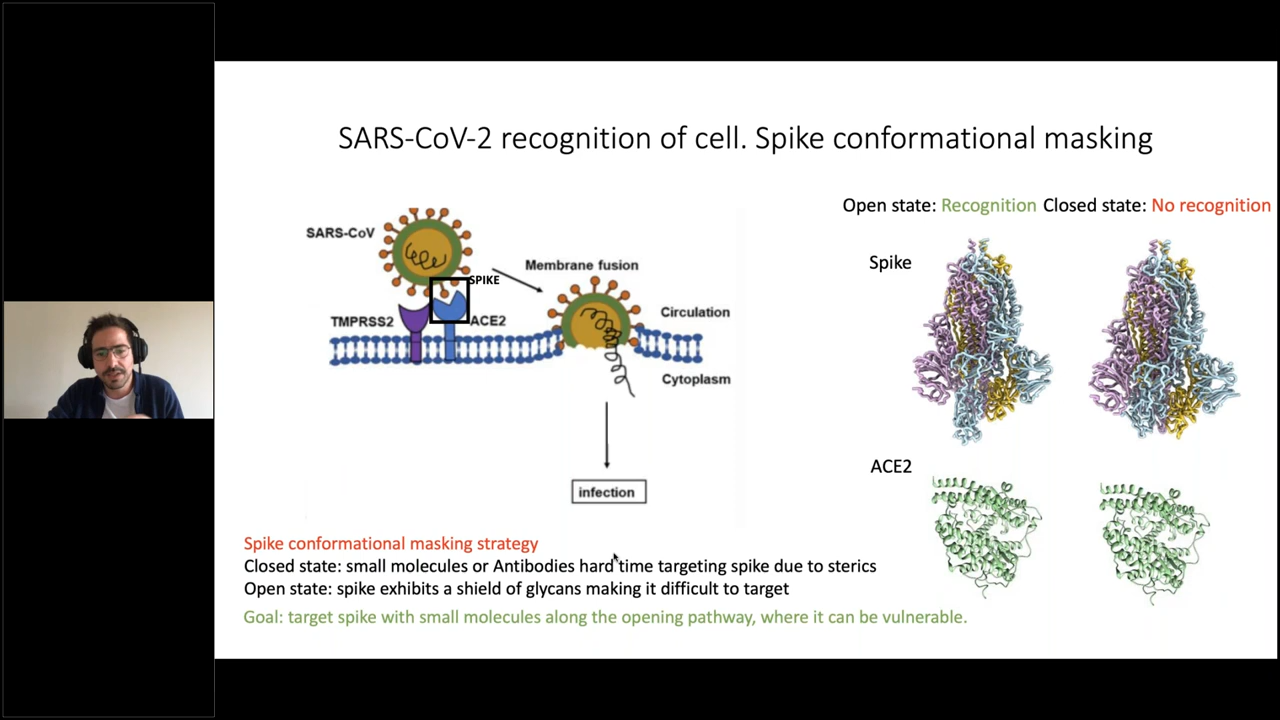 SARS-CoV-2 recognition of cell. Spike conformational masking
Open state: Recognition Closed state: No recognition
SARS-CoV
SPIKE
Membrane fusion
TMPRSS2
ACE2
Circulation
Cytoplasm
infection
Spike
ACE2
Spike conformational masking strategy
Closed state: small molecules or Antibodies hard time targeting spike due to sterics
Open state: spike exhibits a shield of glycans making it difficult to target
Goal: target spike with small molecules along the opening pathway, where it can be vulnerable.